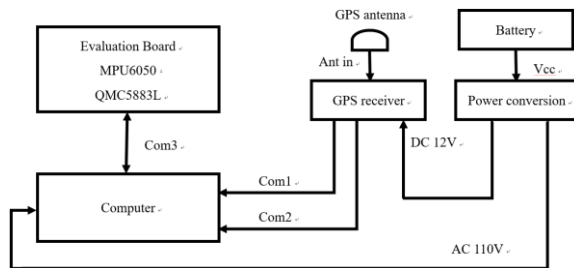 GPS antenna
Evaluation Board
MPU6050
QMC5883L
Battery
Ant in
Vcc
GPS receiver
Power conversion
Com3
DC 12V
Com1
Computer
Com2
AC 110V